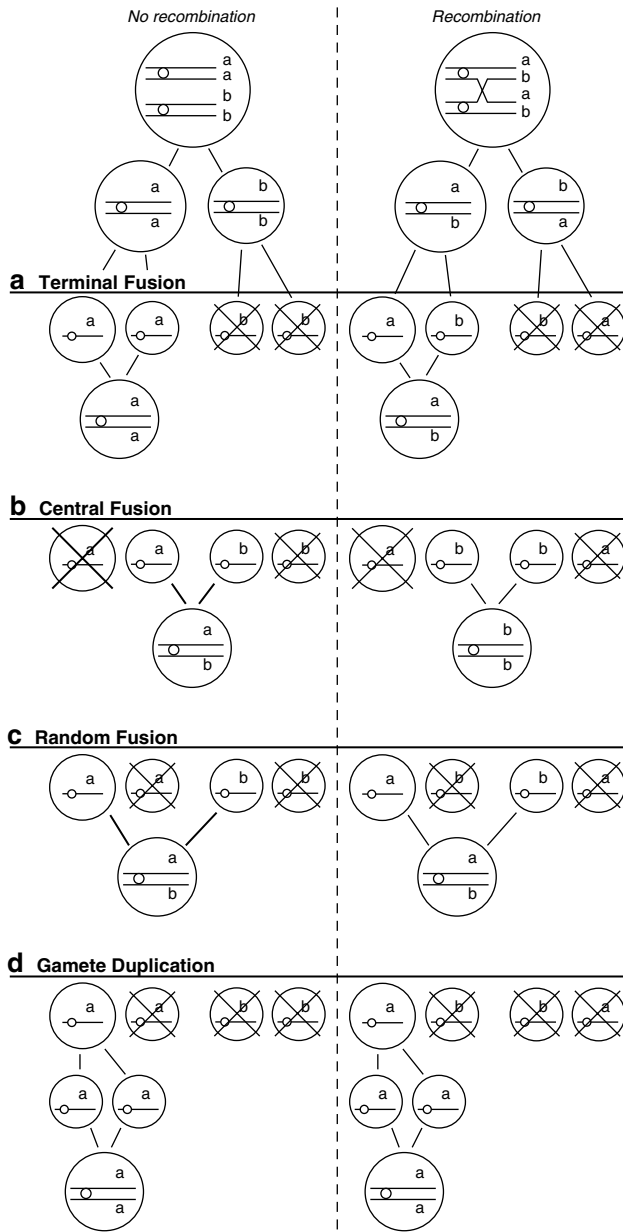 No recombination Recombination
a a
a b
b a
b b
a b a b
a b b a
a Terminal Fusion
a a b b a b b a
a a
a b
b Central Fusion
a a b b a b b a
a b
b b
c Random Fusion
a a b b a b b a
a a
b b
d Gamete Duplication
a a b b a b b a
a a a a
a a
a a